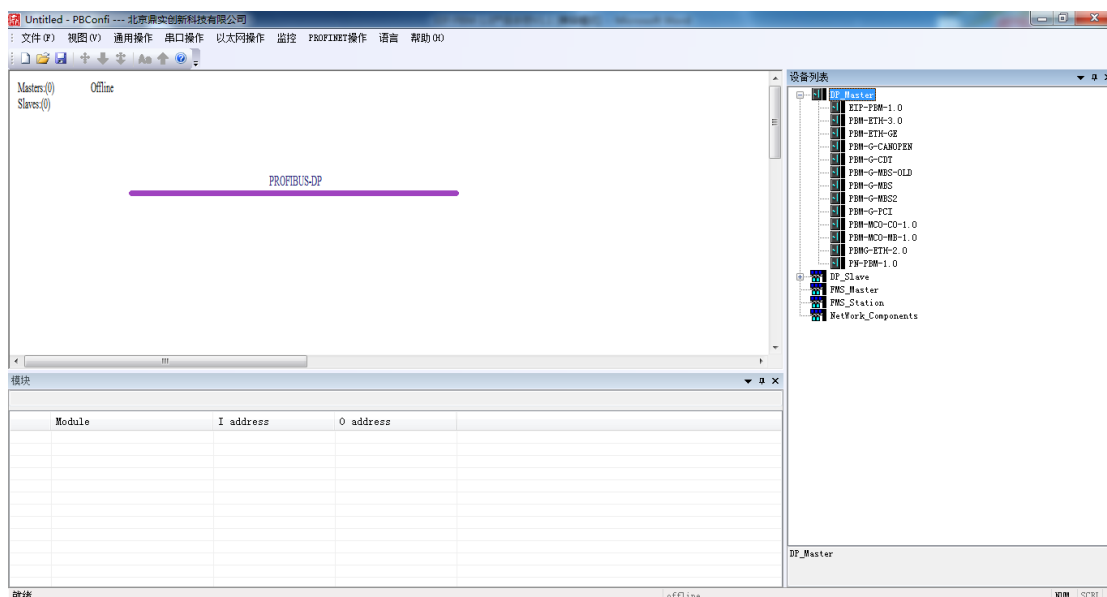 Untitled - PBConfi --- 北京鼎实创新科技有限公司
文件(F) 视图(V) 通用操作 串口操作 以太网操作 监控 PROFINET操作 语言 帮助(H)
Masters:(0) Offline
Slaves:(0)
PROFIBUS-DP
设备列表
DP_Master
EIP-PBM-1.0
PBM-ETH-3.0
PBM-ETH-GE
PBM-G-CANOPEN
PBM-G-CDT
PBM-G-MBS-OLD
PBM-G-MBS
PBM-G-MBS2
PBM-G-PCI
PBM-MCO-CO-1.0
PBM-MCO-MB-1.0
PBMG-ETH-2.0
PN-PBM-1.0
DP_Slave
FMS_Master
FMS_Station
NetWork_Components
模块
Module I address O address
DP_Master
就绪 offline NUM SCRL